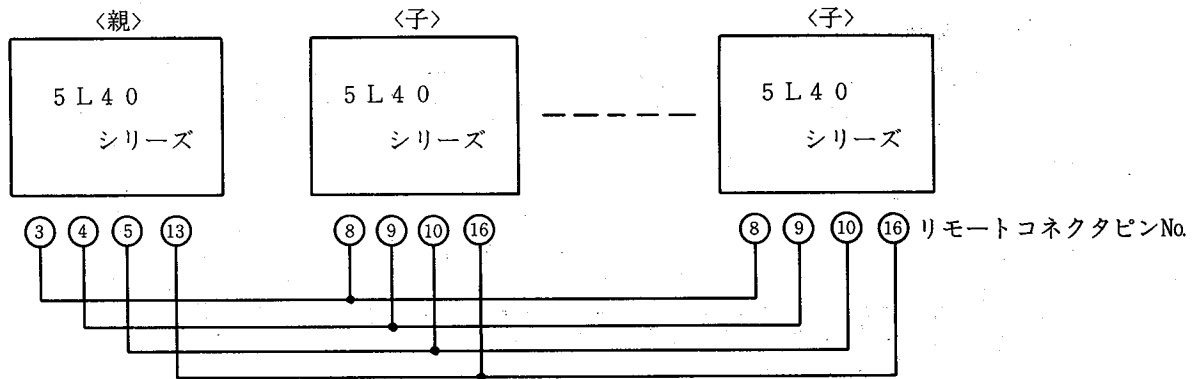 〈親〉 〈子〉 〈子〉
5L40 5L40 5L40
シリーズ シリーズ シリーズ
③ ④ ⑤ ⑬ ⑧ ⑨ ⑩ ⑯ ⑧ ⑨ ⑩ ⑯ リモートコネクタピン№